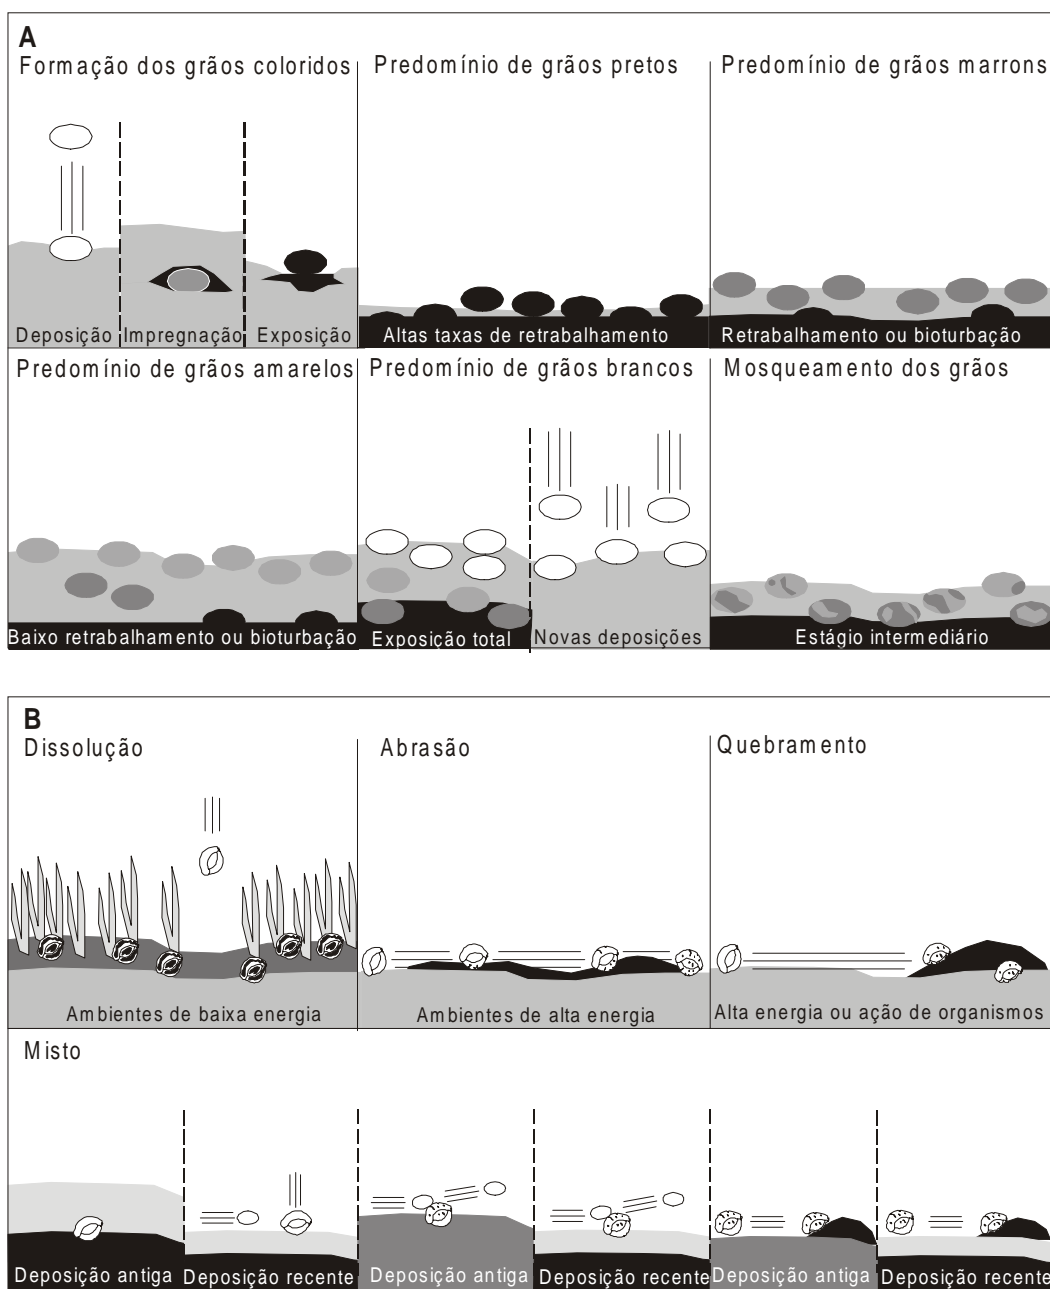 A
Formação dos grãos coloridos
Predomínio de grãos pretos
Predomínio de grãos marrons
Deposição
Impregnação
Exposição
Altas taxas de retrabalhamento
Retrabalhamento ou bioturbação
Predomínio de grãos amarelos
Predomínio de grãos brancos
Mosqueamento dos grãos
Baixo retrabalhamento ou bioturbação
Exposição total
Novas deposições
Estágio intermediário
B
Dissolução
Abrasão
Quebramento
Ambientes de baixa energia
Ambientes de alta energia
Alta energia ou ação de organismos
Misto
Deposição antiga
Deposição recente
Deposição antiga
Deposição recente
Deposição antiga
Deposição recente